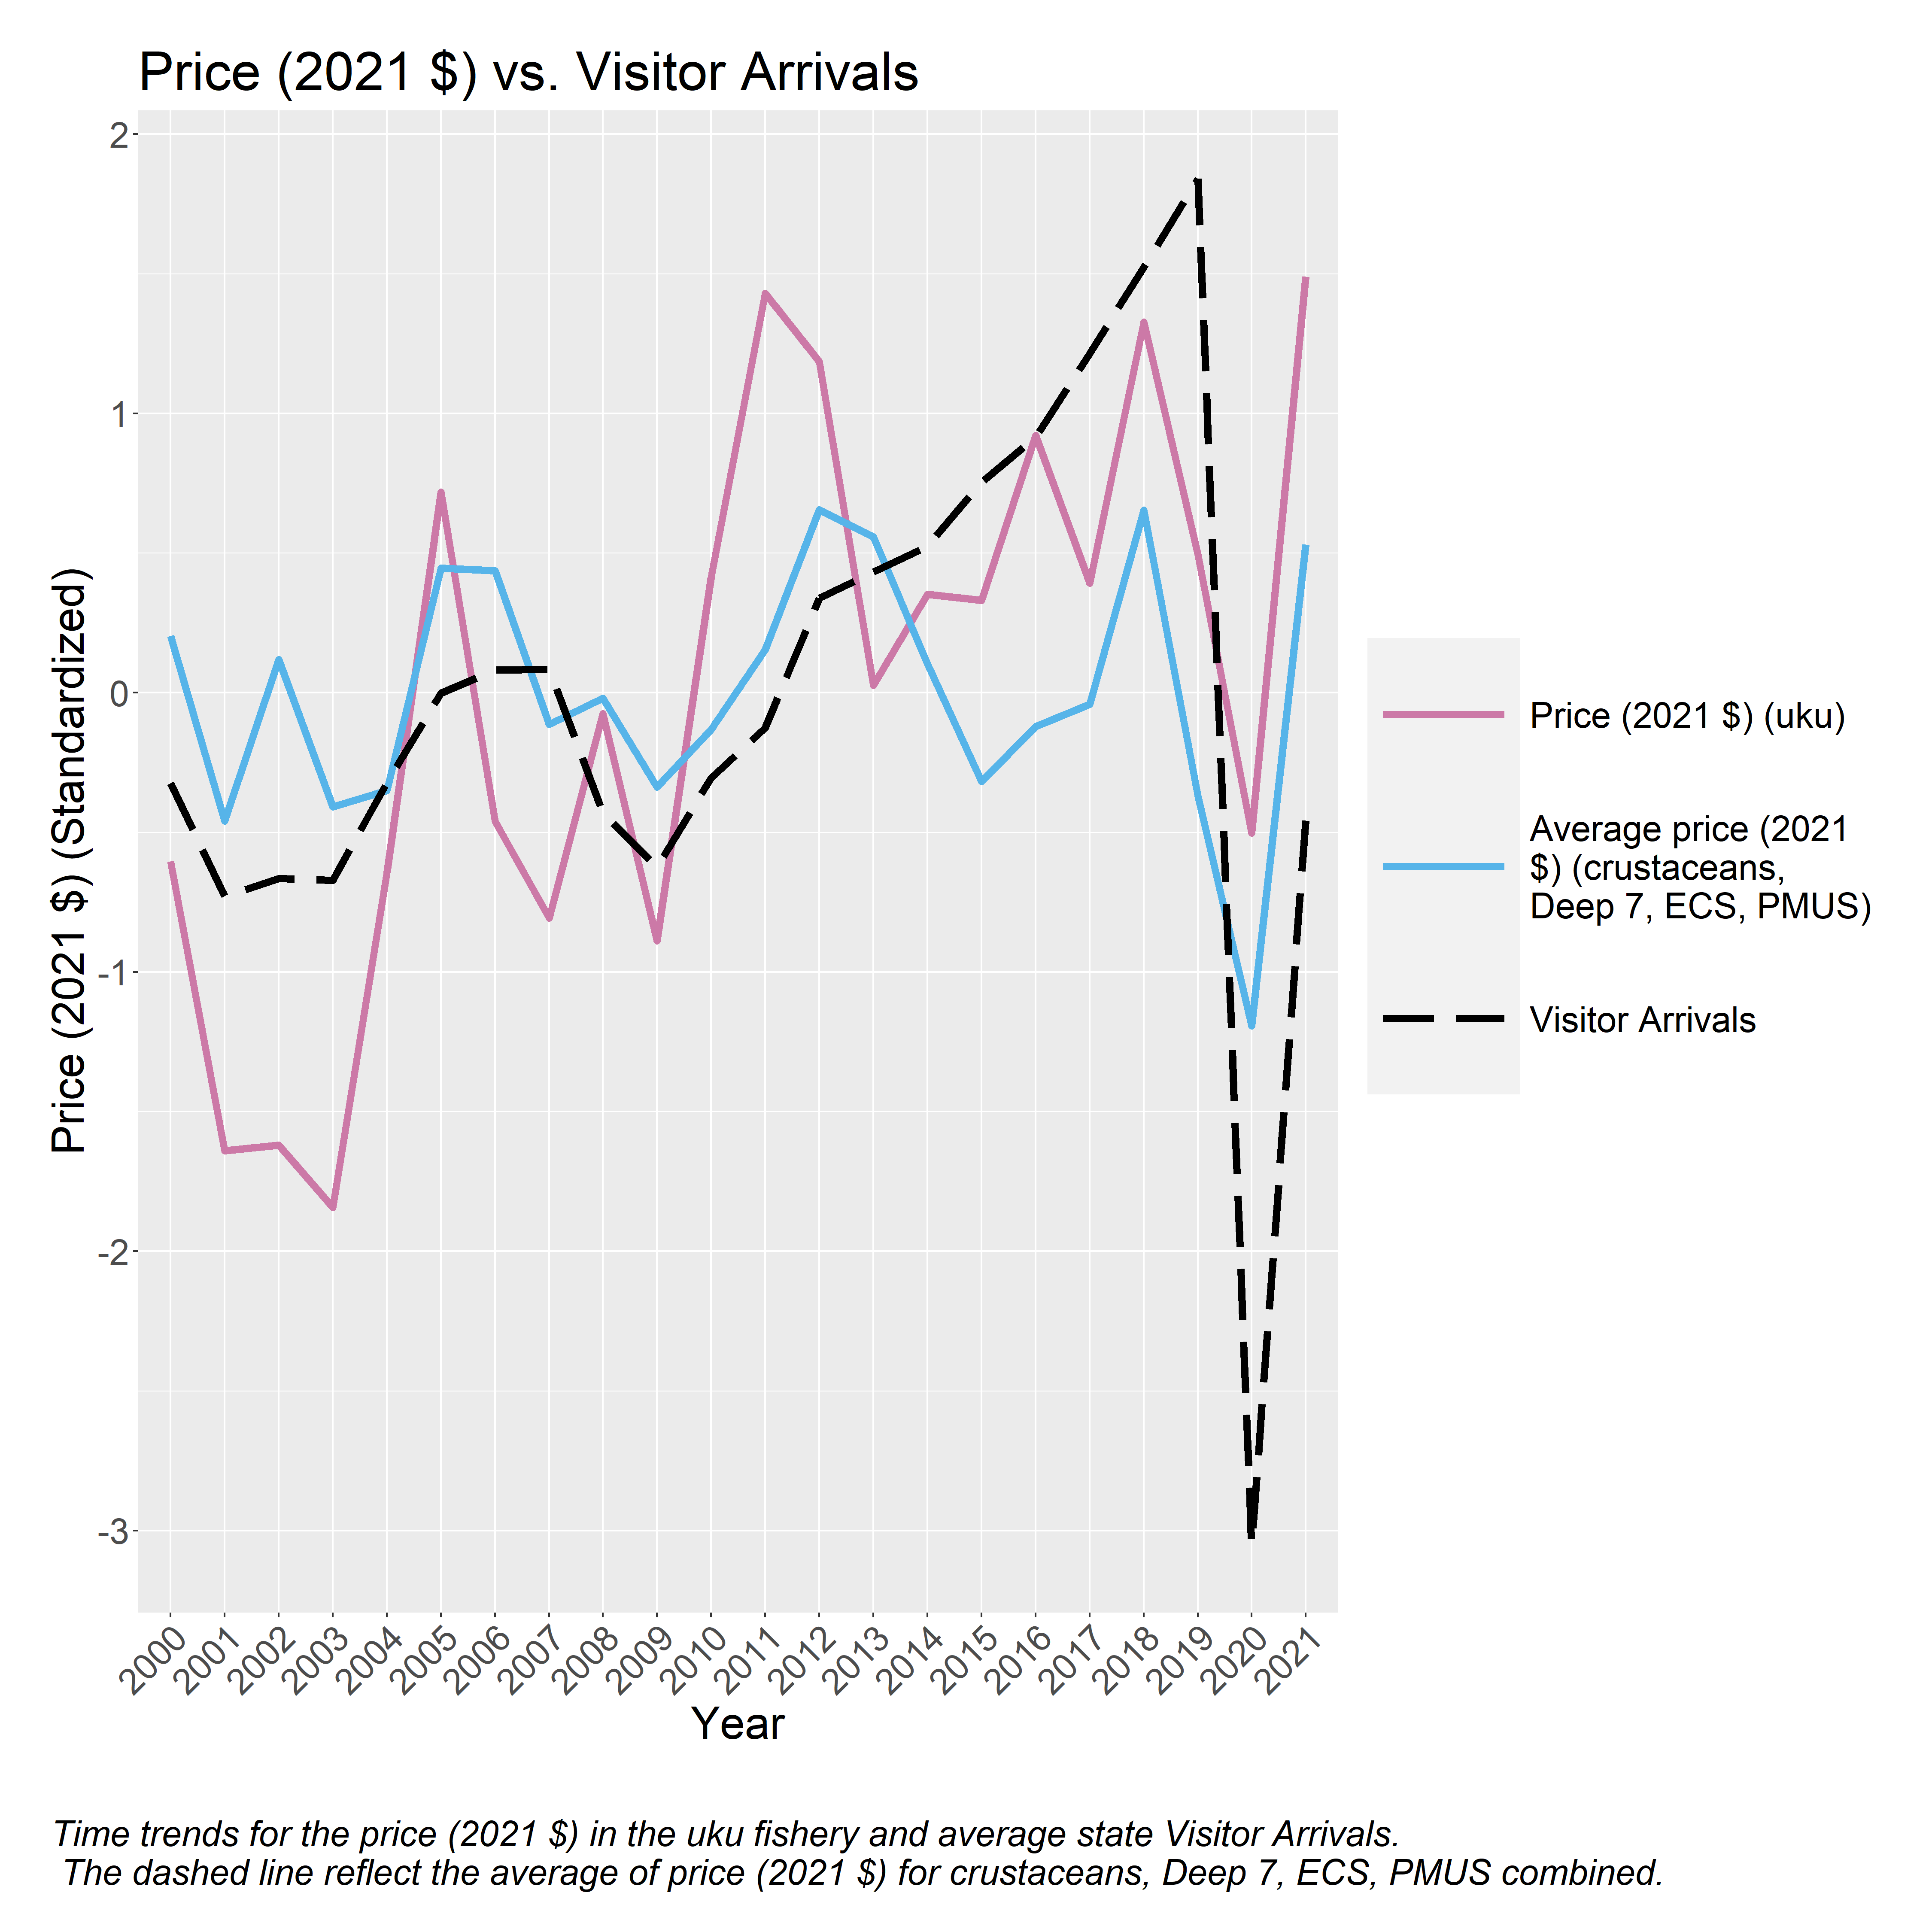 Price (2021 $) vs. Visitor Arrivals
Price (2021 $) (Standardized)
2
1
0
-1
-2
-3
2000
2001
2002
2003
2004
2005
2006
2007
2008
2009
2010
2011
2012
2013
2014
2015
2016
2017
2018
2019
2020
2021
Year
Price (2021 $) (uku)
Average price (2021
$) (crustaceans,
Deep 7, ECS, PMUS)
Visitor Arrivals
Time trends for the price (2021 $) in the uku fishery and average state Visitor Arrivals.
The dashed line reflect the average of price (2021 $) for crustaceans, Deep 7, ECS, PMUS combined.